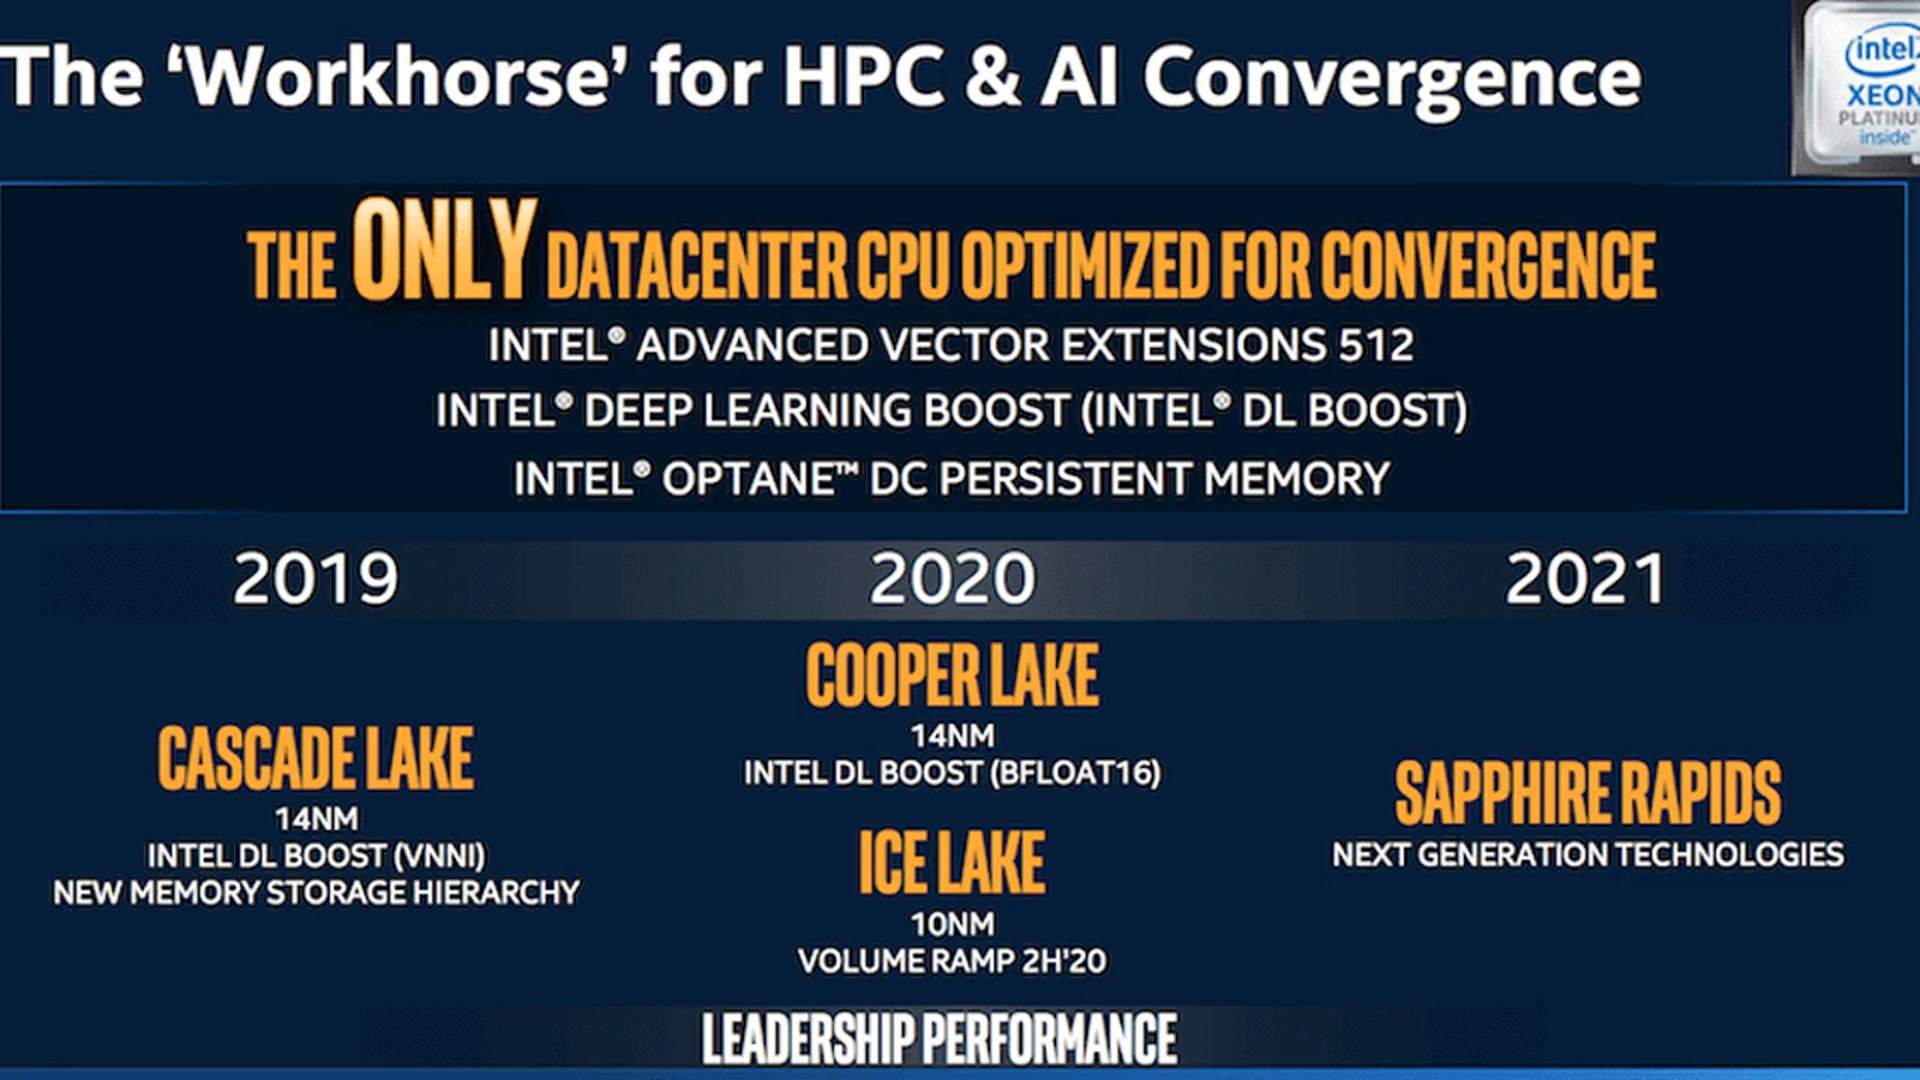 The ‘Workhorse’ for HPC & AI Convergence
intel
XEON
PLATINU
inside™
THE ONLY DATACENTER CPU OPTIMIZED FOR CONVERGENCE
INTEL® ADVANCED VECTOR EXTENSIONS 512
INTEL® DEEP LEARNING BOOST (INTEL® DL BOOST)
INTEL® OPTANE™ DC PERSISTENT MEMORY
2019 2020 2021
CASCADE LAKE
14NM
INTEL DL BOOST (VNNI)
NEW MEMORY STORAGE HIERARCHY
COOPER LAKE
14NM
INTEL DL BOOST (BFLOAT16)
ICE LAKE
10NM
VOLUME RAMP 2H'20
SAPPHIRE RAPIDS
NEXT GENERATION TECHNOLOGIES
LEADERSHIP PERFORMANCE